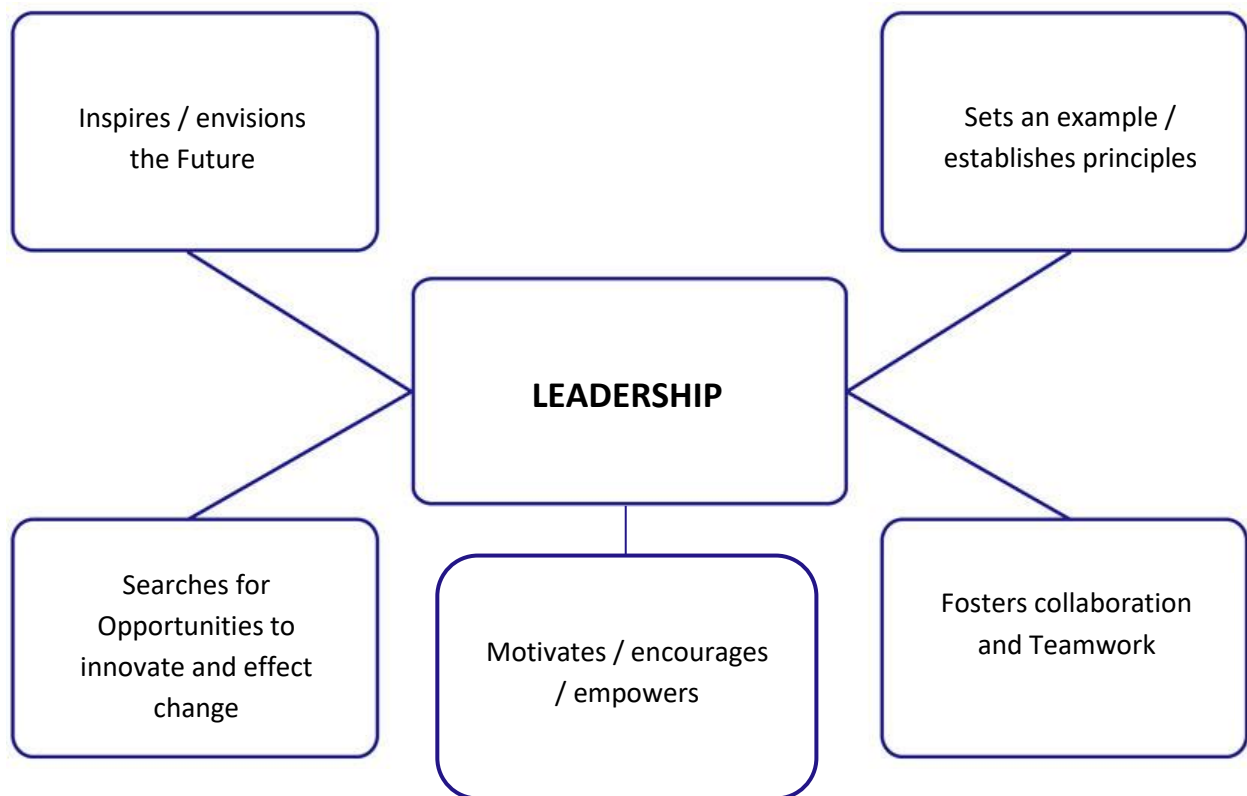 Inspires / envisions
the Future
Sets an example /
establishes principles
LEADERSHIP
Searches for
Opportunities to
innovate and effect
change
Motivates / encourages
/ empowers
Fosters collaboration
and Teamwork